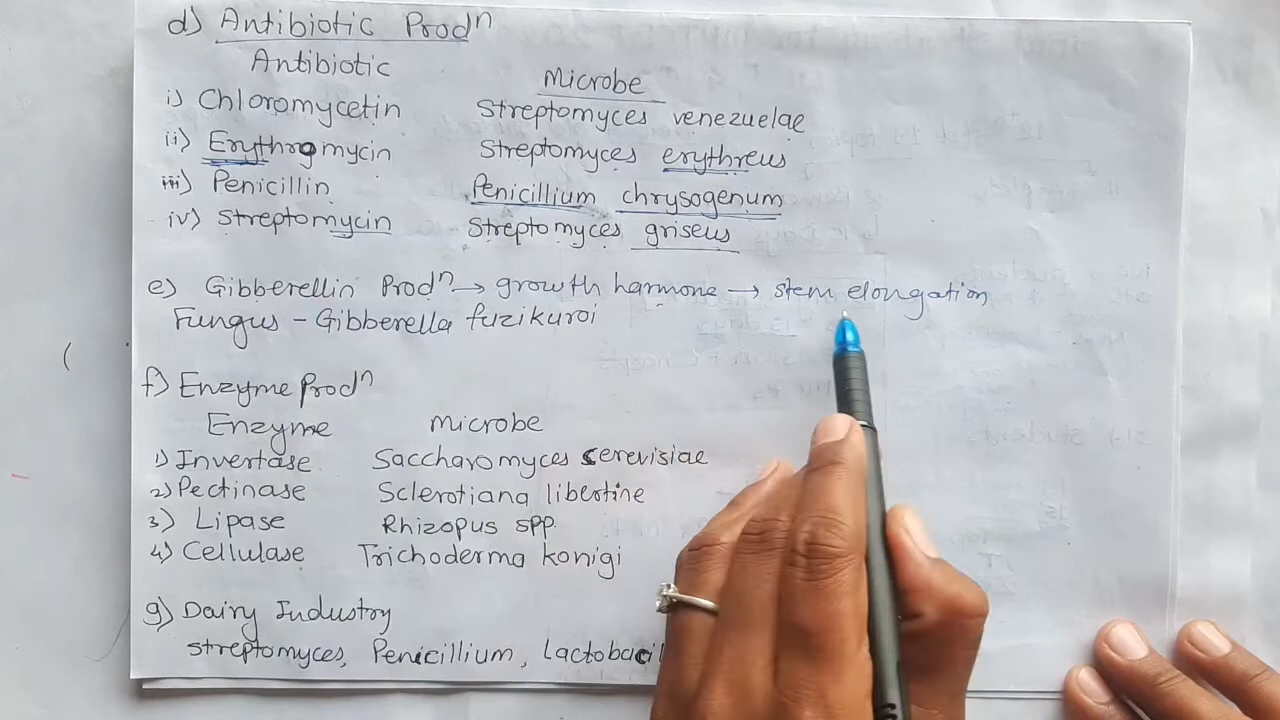 d) Antibiotic Prodⁿ
Antibiotic Microbe
i) Chloromycetin Streptomyces venezuelae
ii) Erythromycin Streptomyces erythreus
iii) Penicillin Penicillium chrysogenum
iv) Streptomycin Streptomyces griseus
e) Gibberellin Prodⁿ → growth harmone → stem elongation
Fungus - Gibberella fuzikuroi
f) Enzyme Prodⁿ
Enzyme Microbe
1) Invertase Saccharomyces cerevisiae
2) Pectinase Sclerotiana libertine
3) Lipase Rhizopus spp.
4) Cellulase Trichoderma konigi
g) Dairy Industry
streptomyces, Penicillium, Lactobacil